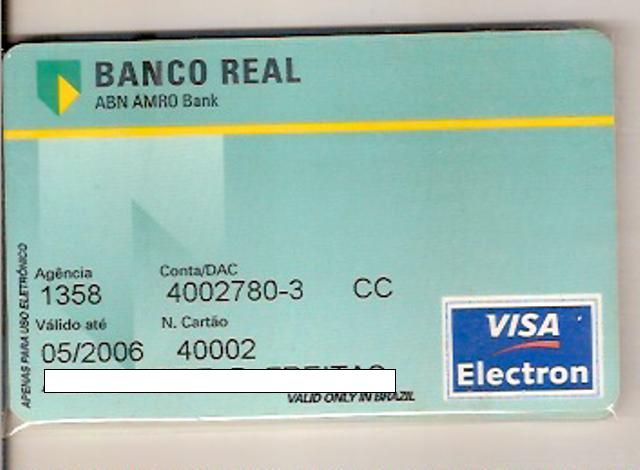 BANCO REAL
ABN AMRO Bank
Agência Conta/DAC
1358 4002780-3 CC
Válido até N. Cartão
05/2006 40002
VALID ONLY IN BRAZIL
VISA
Electron
APENAS PARA USO ELETRÔNICO